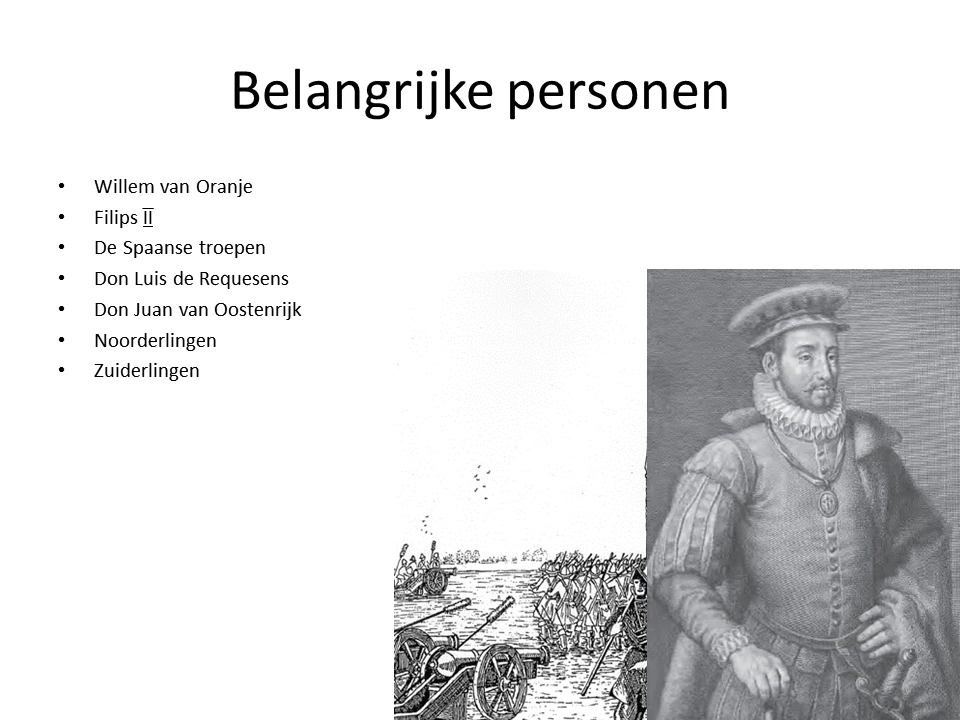 Belangrijke personen
• Willem van Oranje
• Filips II
• De Spaanse troepen
• Don Luis de Requesens
• Don Juan van Oostenrijk
• Noorderlingen
• Zuiderlingen